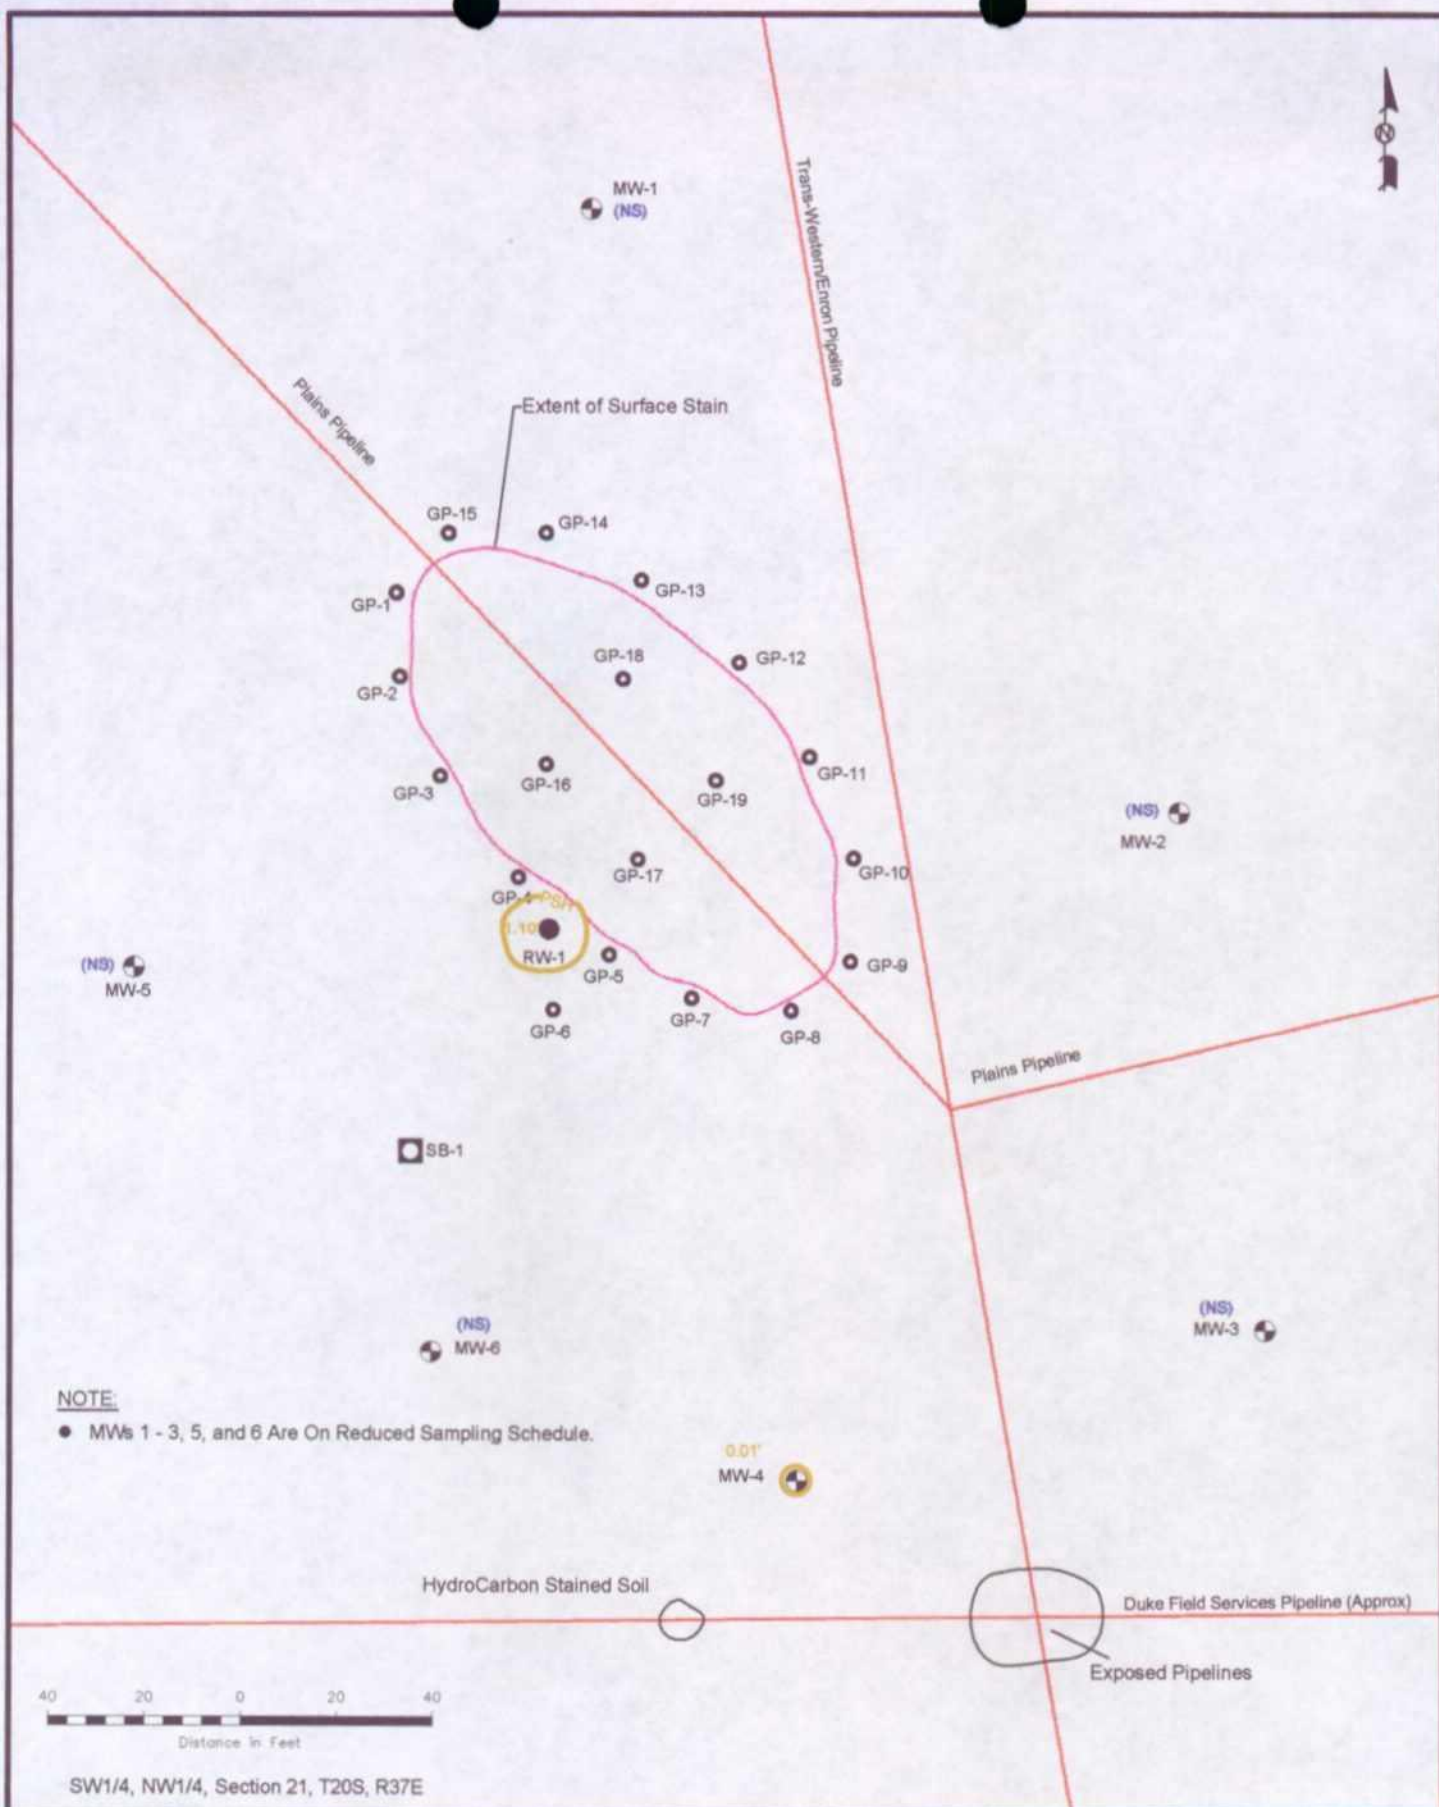 MW-1
(NS)
Trans-Western/Enron Pipeline
Plains Pipeline
Extent of Surface Stain
GP-15
GP-14
GP-13
GP-1
GP-18
GP-12
GP-2
GP-11
GP-3
GP-16
GP-19
(NS)
MW-2
GP-17
GP-10
GP-4
PSH
1.10'
RW-1
GP-5
GP-9
(NS)
MW-5
GP-7
GP-6
GP-8
Plains Pipeline
SB-1
(NS)
MW-3
(NS)
MW-6
NOTE:
● MWs 1 - 3, 5, and 6 Are On Reduced Sampling Schedule.
0.01'
MW-4
HydroCarbon Stained Soil
Duke Field Services Pipeline (Approx)
Exposed Pipelines
40 20 0 20 40
Distance in Feet
SW1/4, NW1/4, Section 21, T20S, R37E